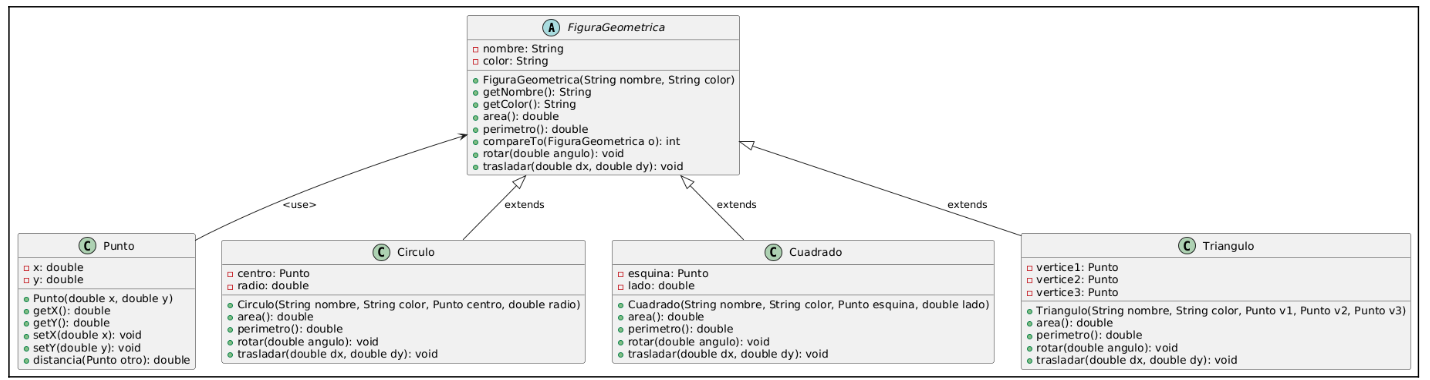 A FiguraGeometrica
nombre: String
color: String
FiguraGeometrica(String nombre, String color)
getNombre(): String
getColor(): String
area(): double
perimetro(): double
compareTo(FiguraGeometrica o): int
rotar(double angulo): void
trasladar(double dx, double dy): void
<use>
extends
extends
extends
C Punto
x: double
y: double
Punto(double x, double y)
getX(): double
getY(): double
setX(double x): void
setY(double y): void
distancia(Punto otro): double
C Circulo
centro: Punto
radio: double
Circulo(String nombre, String color, Punto centro, double radio)
area(): double
perimetro(): double
rotar(double angulo): void
trasladar(double dx, double dy): void
C Cuadrado
esquina: Punto
lado: double
Cuadrado(String nombre, String color, Punto esquina, double lado)
area(): double
perimetro(): double
rotar(double angulo): void
trasladar(double dx, double dy): void
C Triangulo
vertice1: Punto
vertice2: Punto
vertice3: Punto
Triangulo(String nombre, String color, Punto v1, Punto v2, Punto v3)
area(): double
perimetro(): double
rotar(double angulo): void
trasladar(double dx, double dy): void